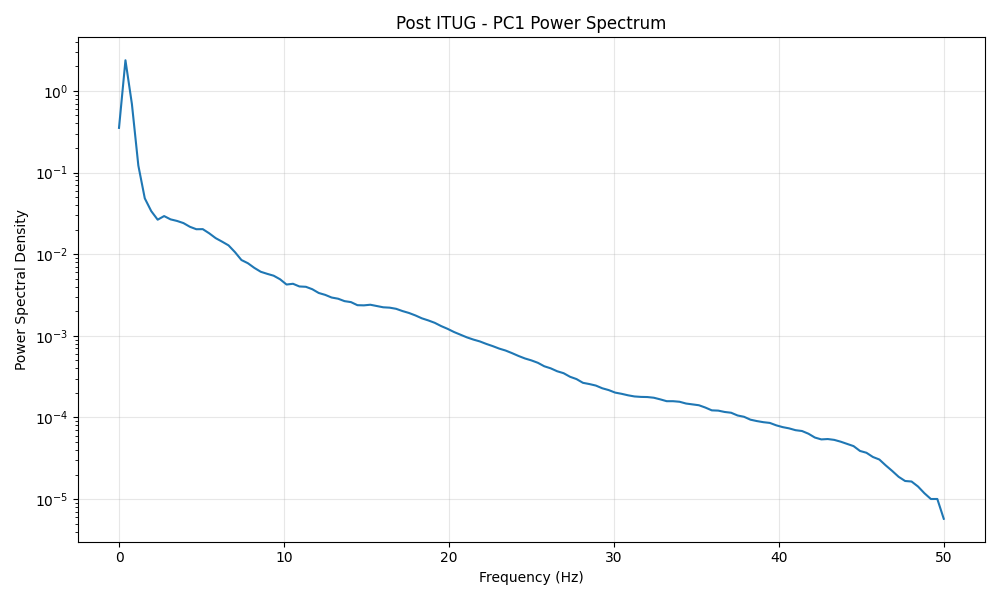 Post ITUG - PC1 Power Spectrum
Power Spectral Density
10⁰
10⁻¹
10⁻²
10⁻³
10⁻⁴
10⁻⁵
0 10 20 30 40 50
Frequency (Hz)